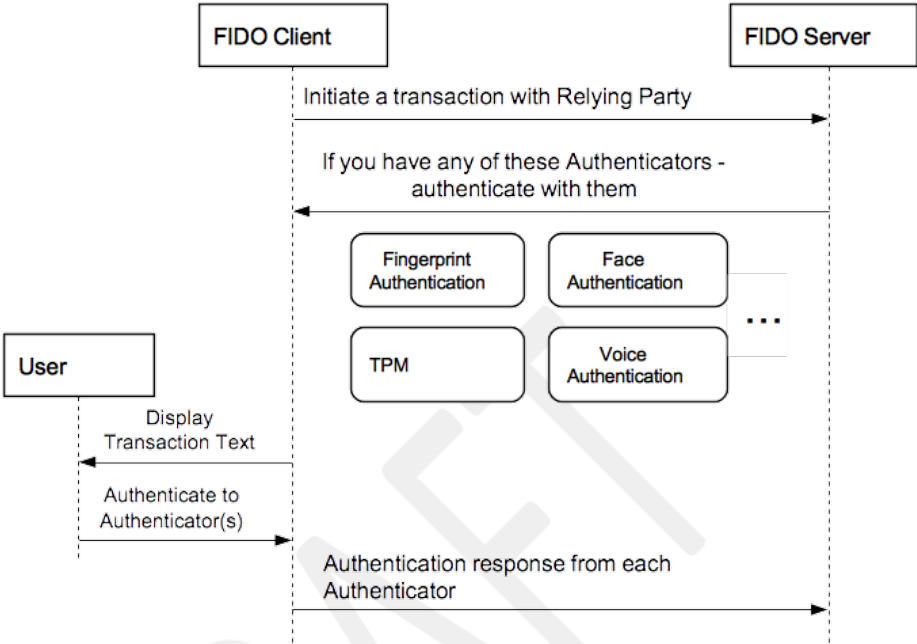 FIDO Client
FIDO Server
Initiate a transaction with Relying Party
If you have any of these Authenticators -
authenticate with them
Fingerprint
Authentication
Face
Authentication
...
TPM
Voice
Authentication
User
Display
Transaction Text
Authenticate to
Authenticator(s)
Authentication response from each
Authenticator
AFT